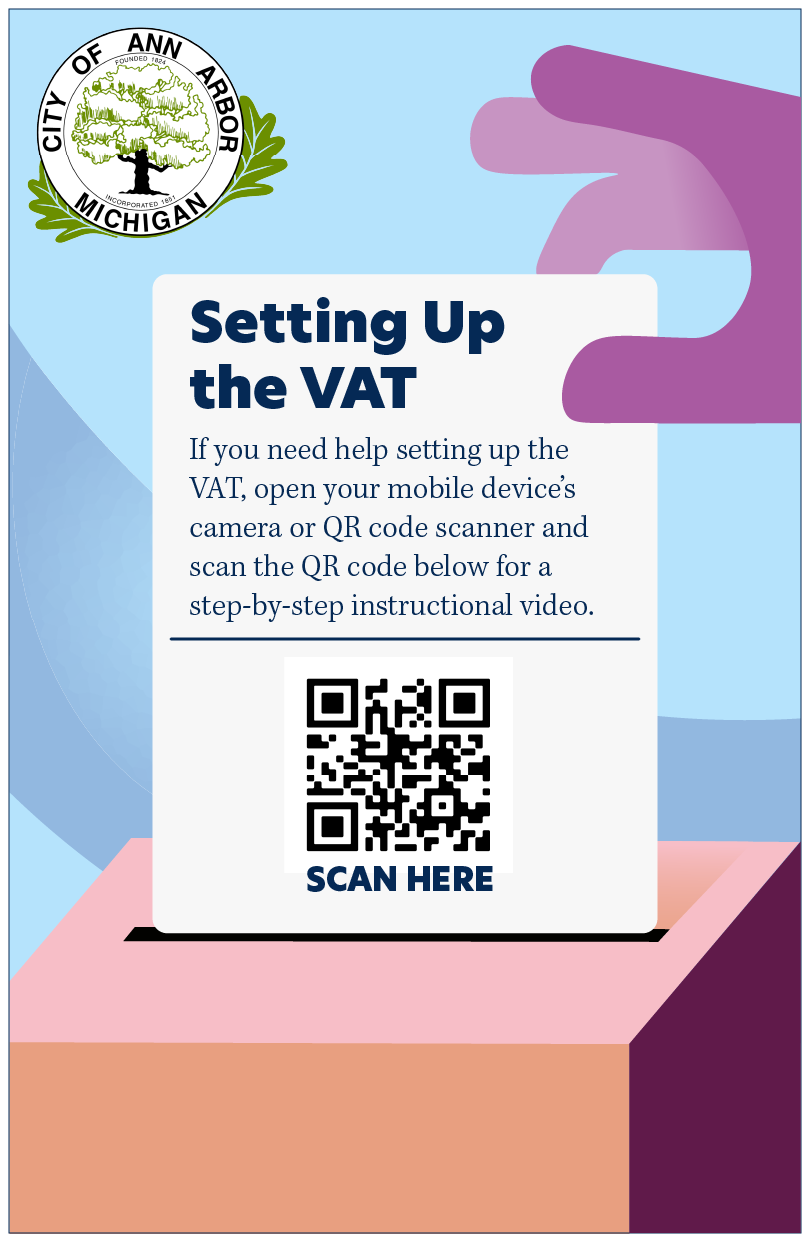 CITY OF ANN ARBOR
FOUNDED 1824
INCORPORATED 1851
MICHIGAN
Setting Up
the VAT
If you need help setting up the
VAT, open your mobile device’s
camera or QR code scanner and
scan the QR code below for a
step-by-step instructional video.
SCAN HERE